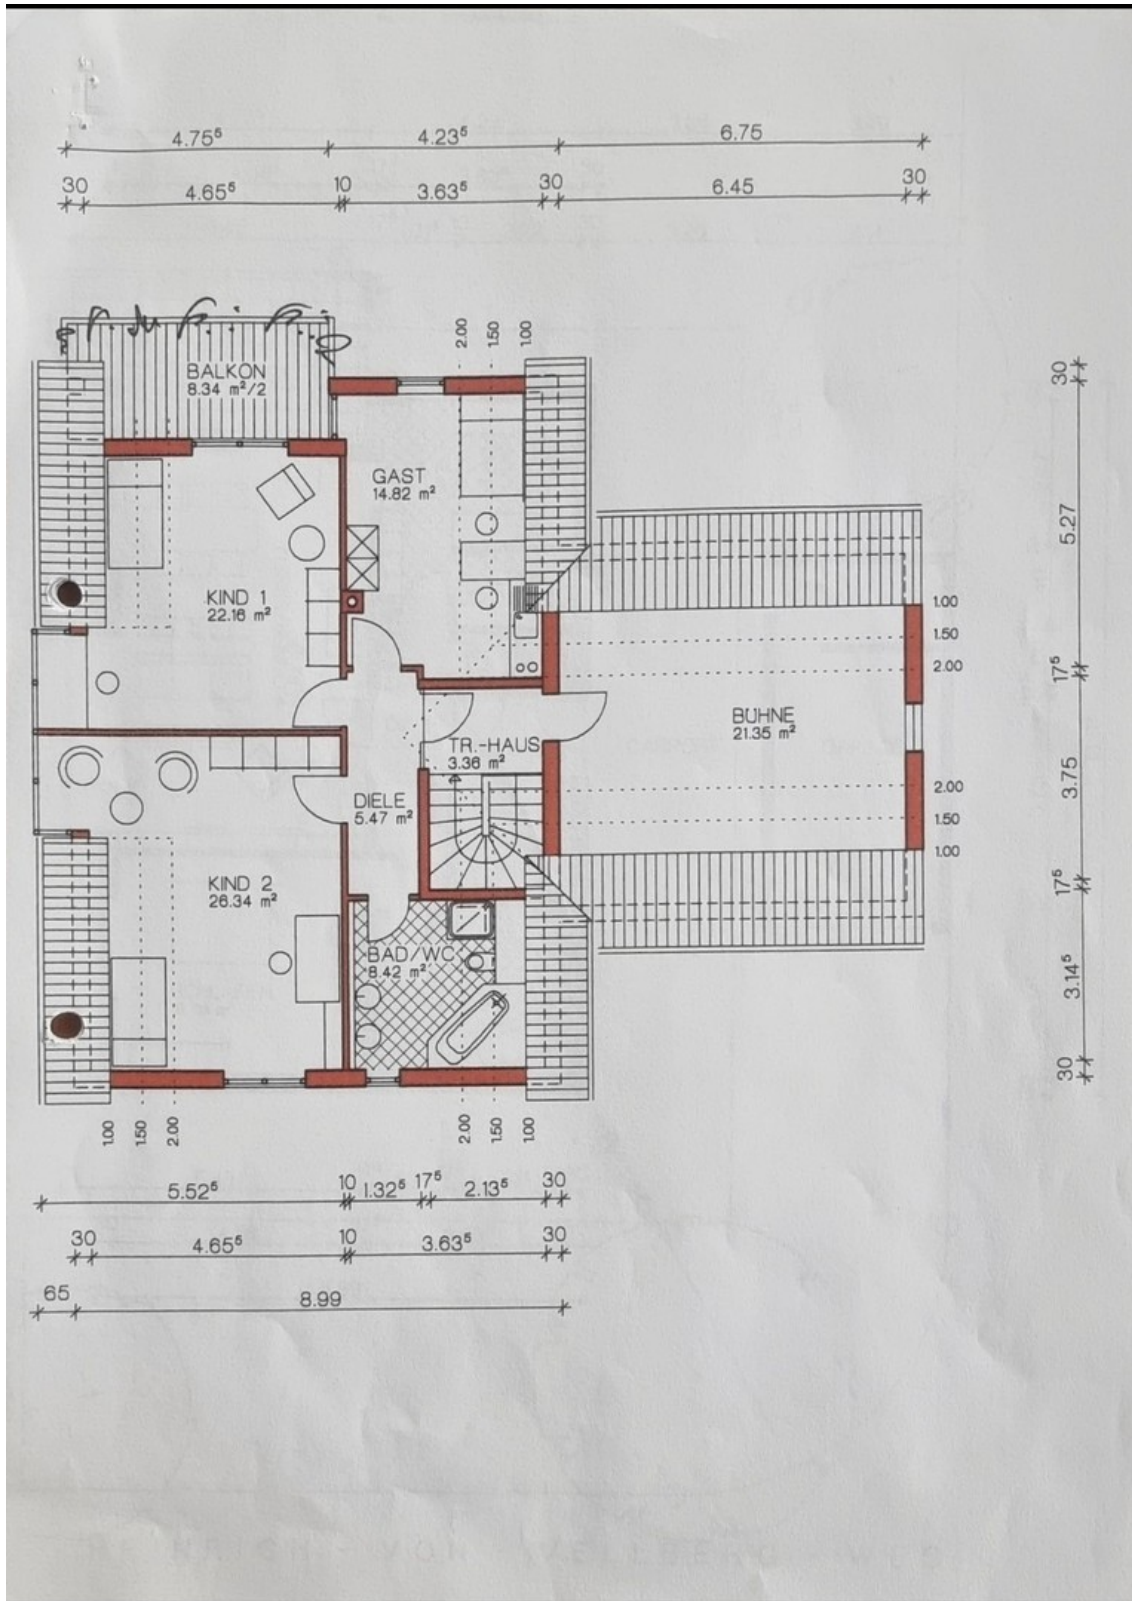 4.75⁵ 4.23⁵ 6.75
30 4.65⁵ 10 3.63⁵ 30 6.45 30
2.00 1.50 1.00
BALKON
8.34 m²/2
30
GAST
14.82 m²
5.27
KIND 1
22.16 m²
1.00
1.50
2.00
17⁵
BÜHNE
21.35 m²
TR.-HAUS
3.36 m²
3.75
2.00
DIELE
5.47 m²
1.50
1.00
17⁵
KIND 2
26.34 m²
BAD/WC
8.42 m²
3.14⁵
30
1.00 1.50 2.00 2.00 1.50 1.00
5.52⁵ 10 1.32⁵ 17⁵ 2.13⁵ 30
30 4.65⁵ 10 3.63⁵ 30
65 8.99